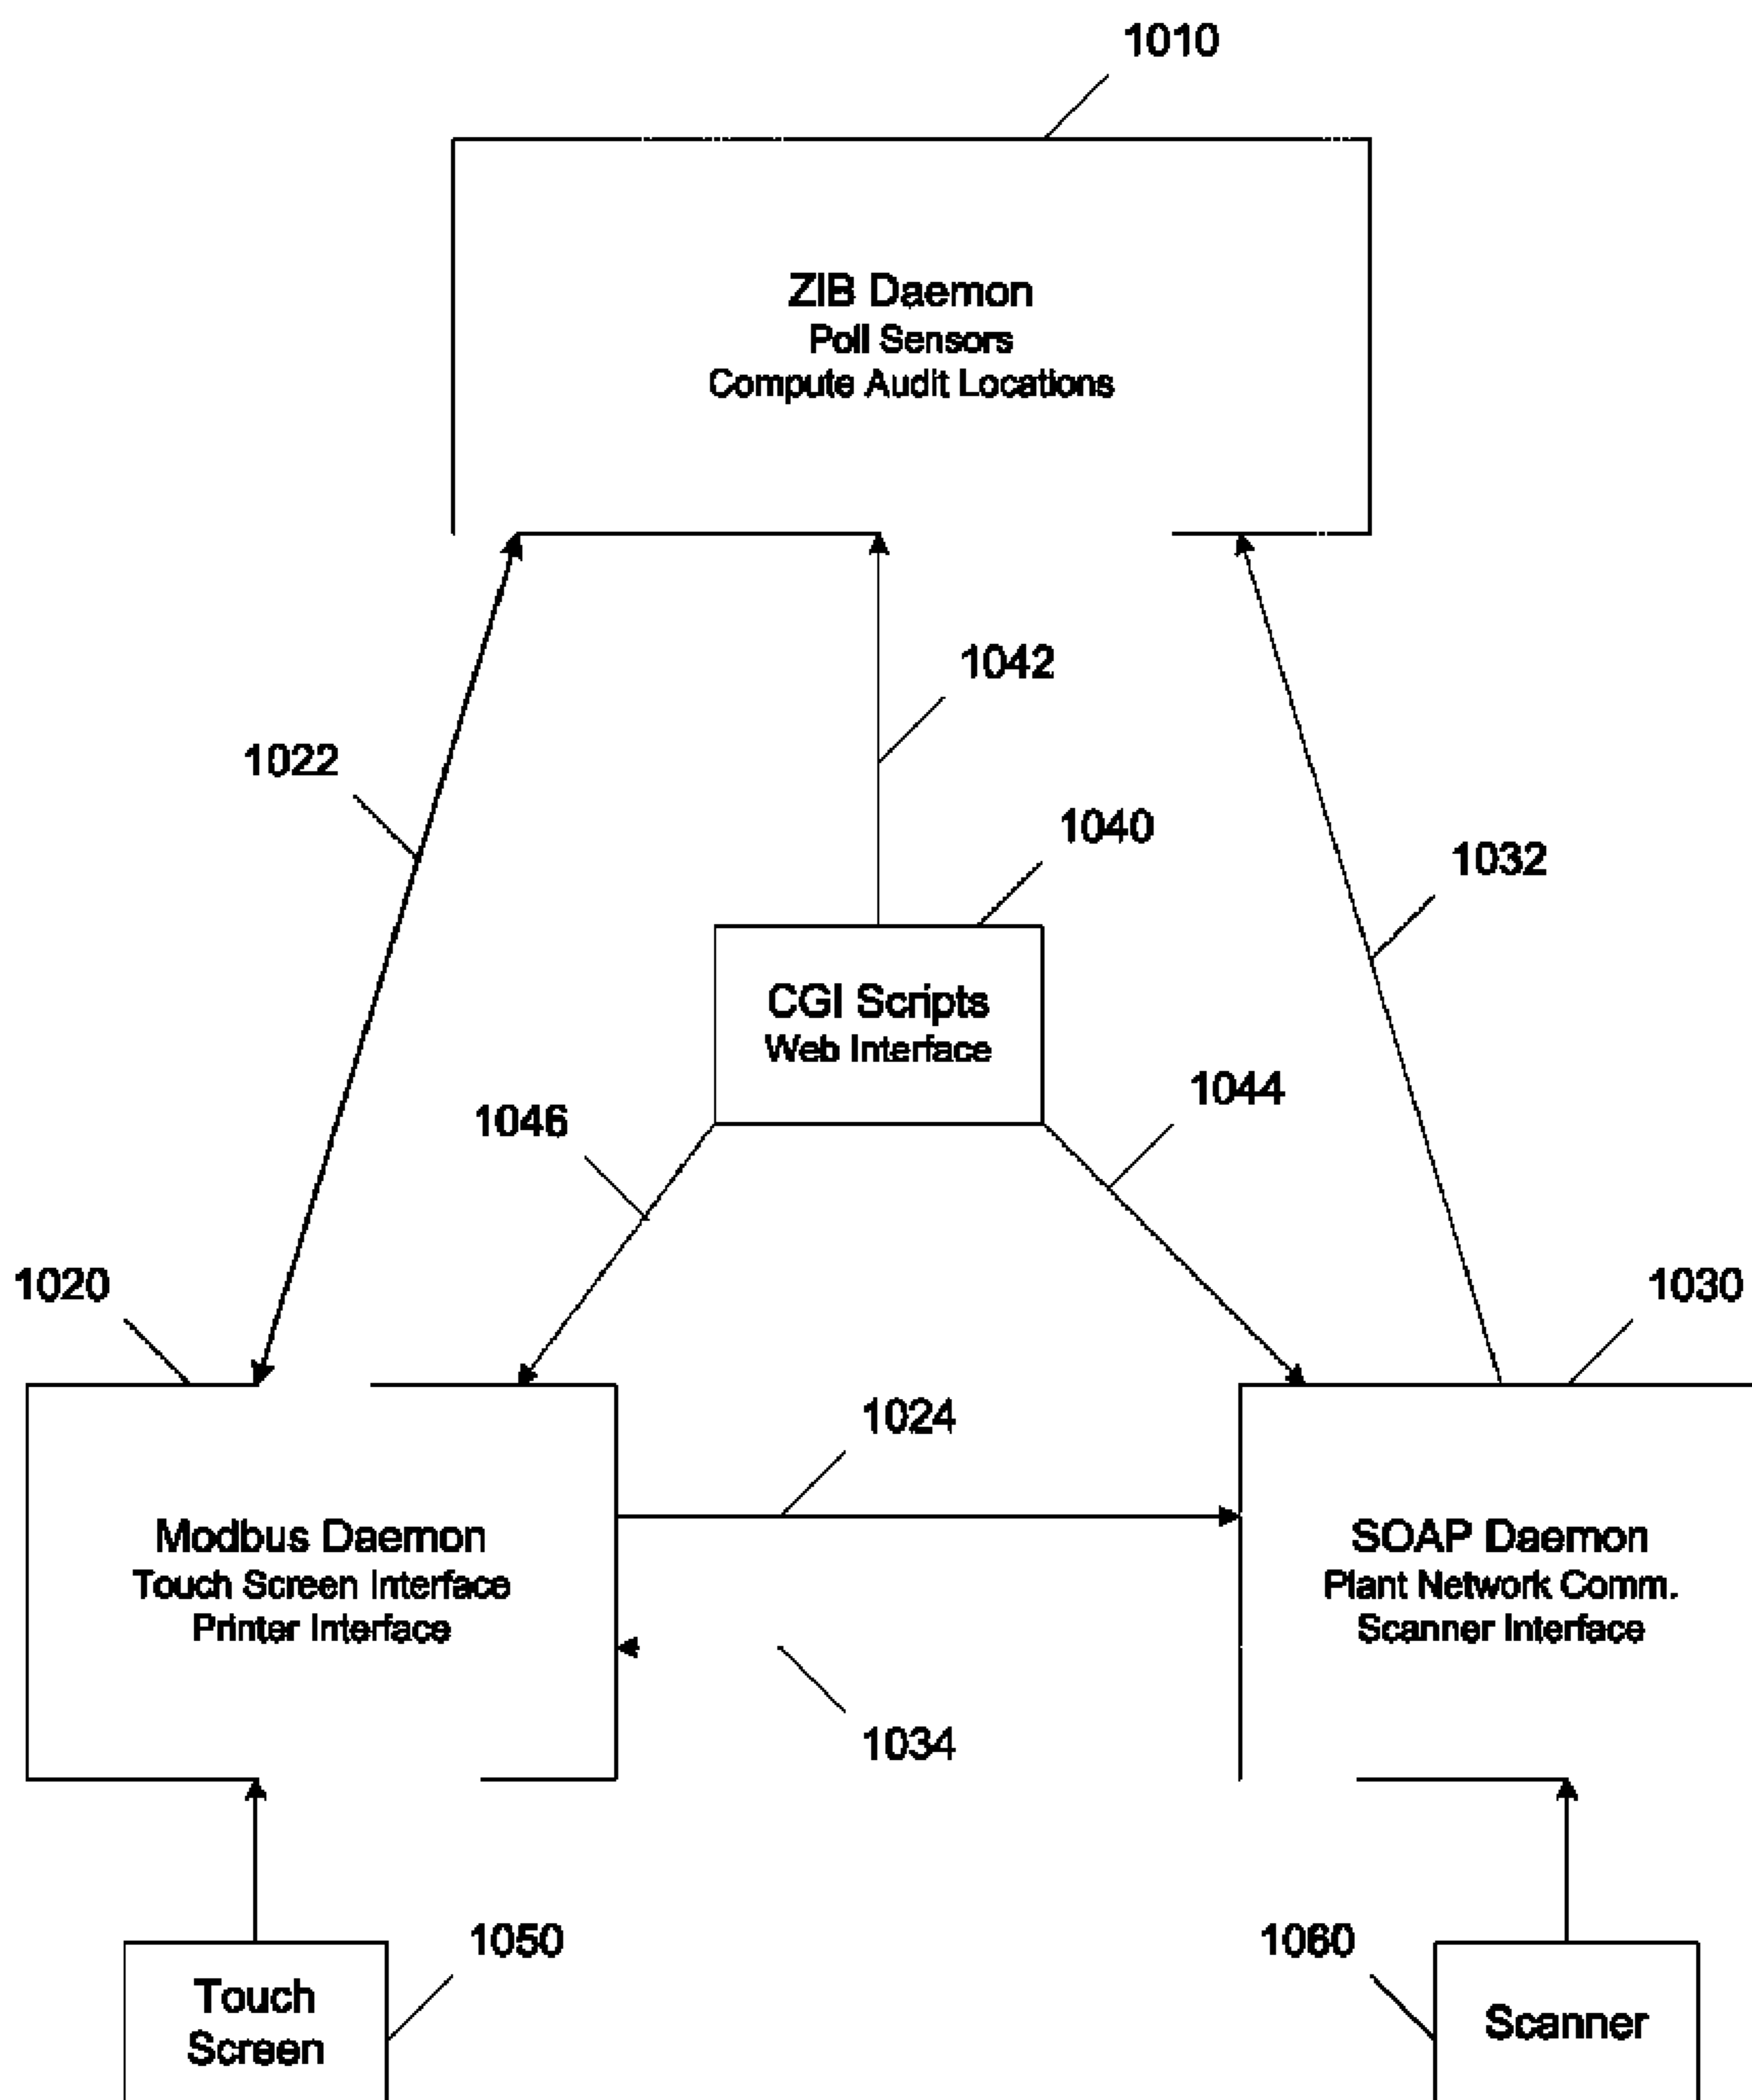 1010
ZIB Daemon
Poll Sensors
Compute Audit Locations
1042
1022
1040
1032
CGI Scripts
Web Interface
1044
1046
1020
1030
1024
Modbus Daemon
Touch Screen Interface
Printer Interface
SOAP Daemon
Plant Network Comm.
Scanner Interface
1034
1050
1060
Touch
Screen
Scanner